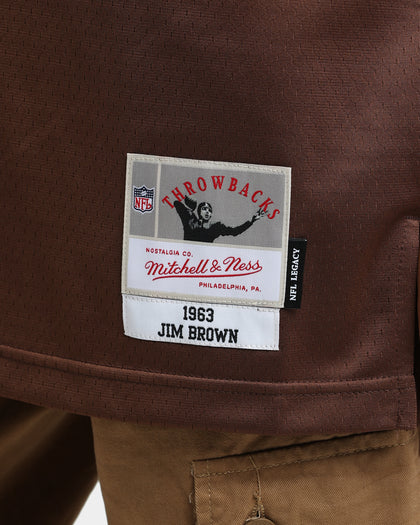 THROWBACKS
NFL
NOSTALGIA CO.
Mitchell & Ness
PHILADELPHIA, PA.
NFL LEGACY
1963
JIM BROWN